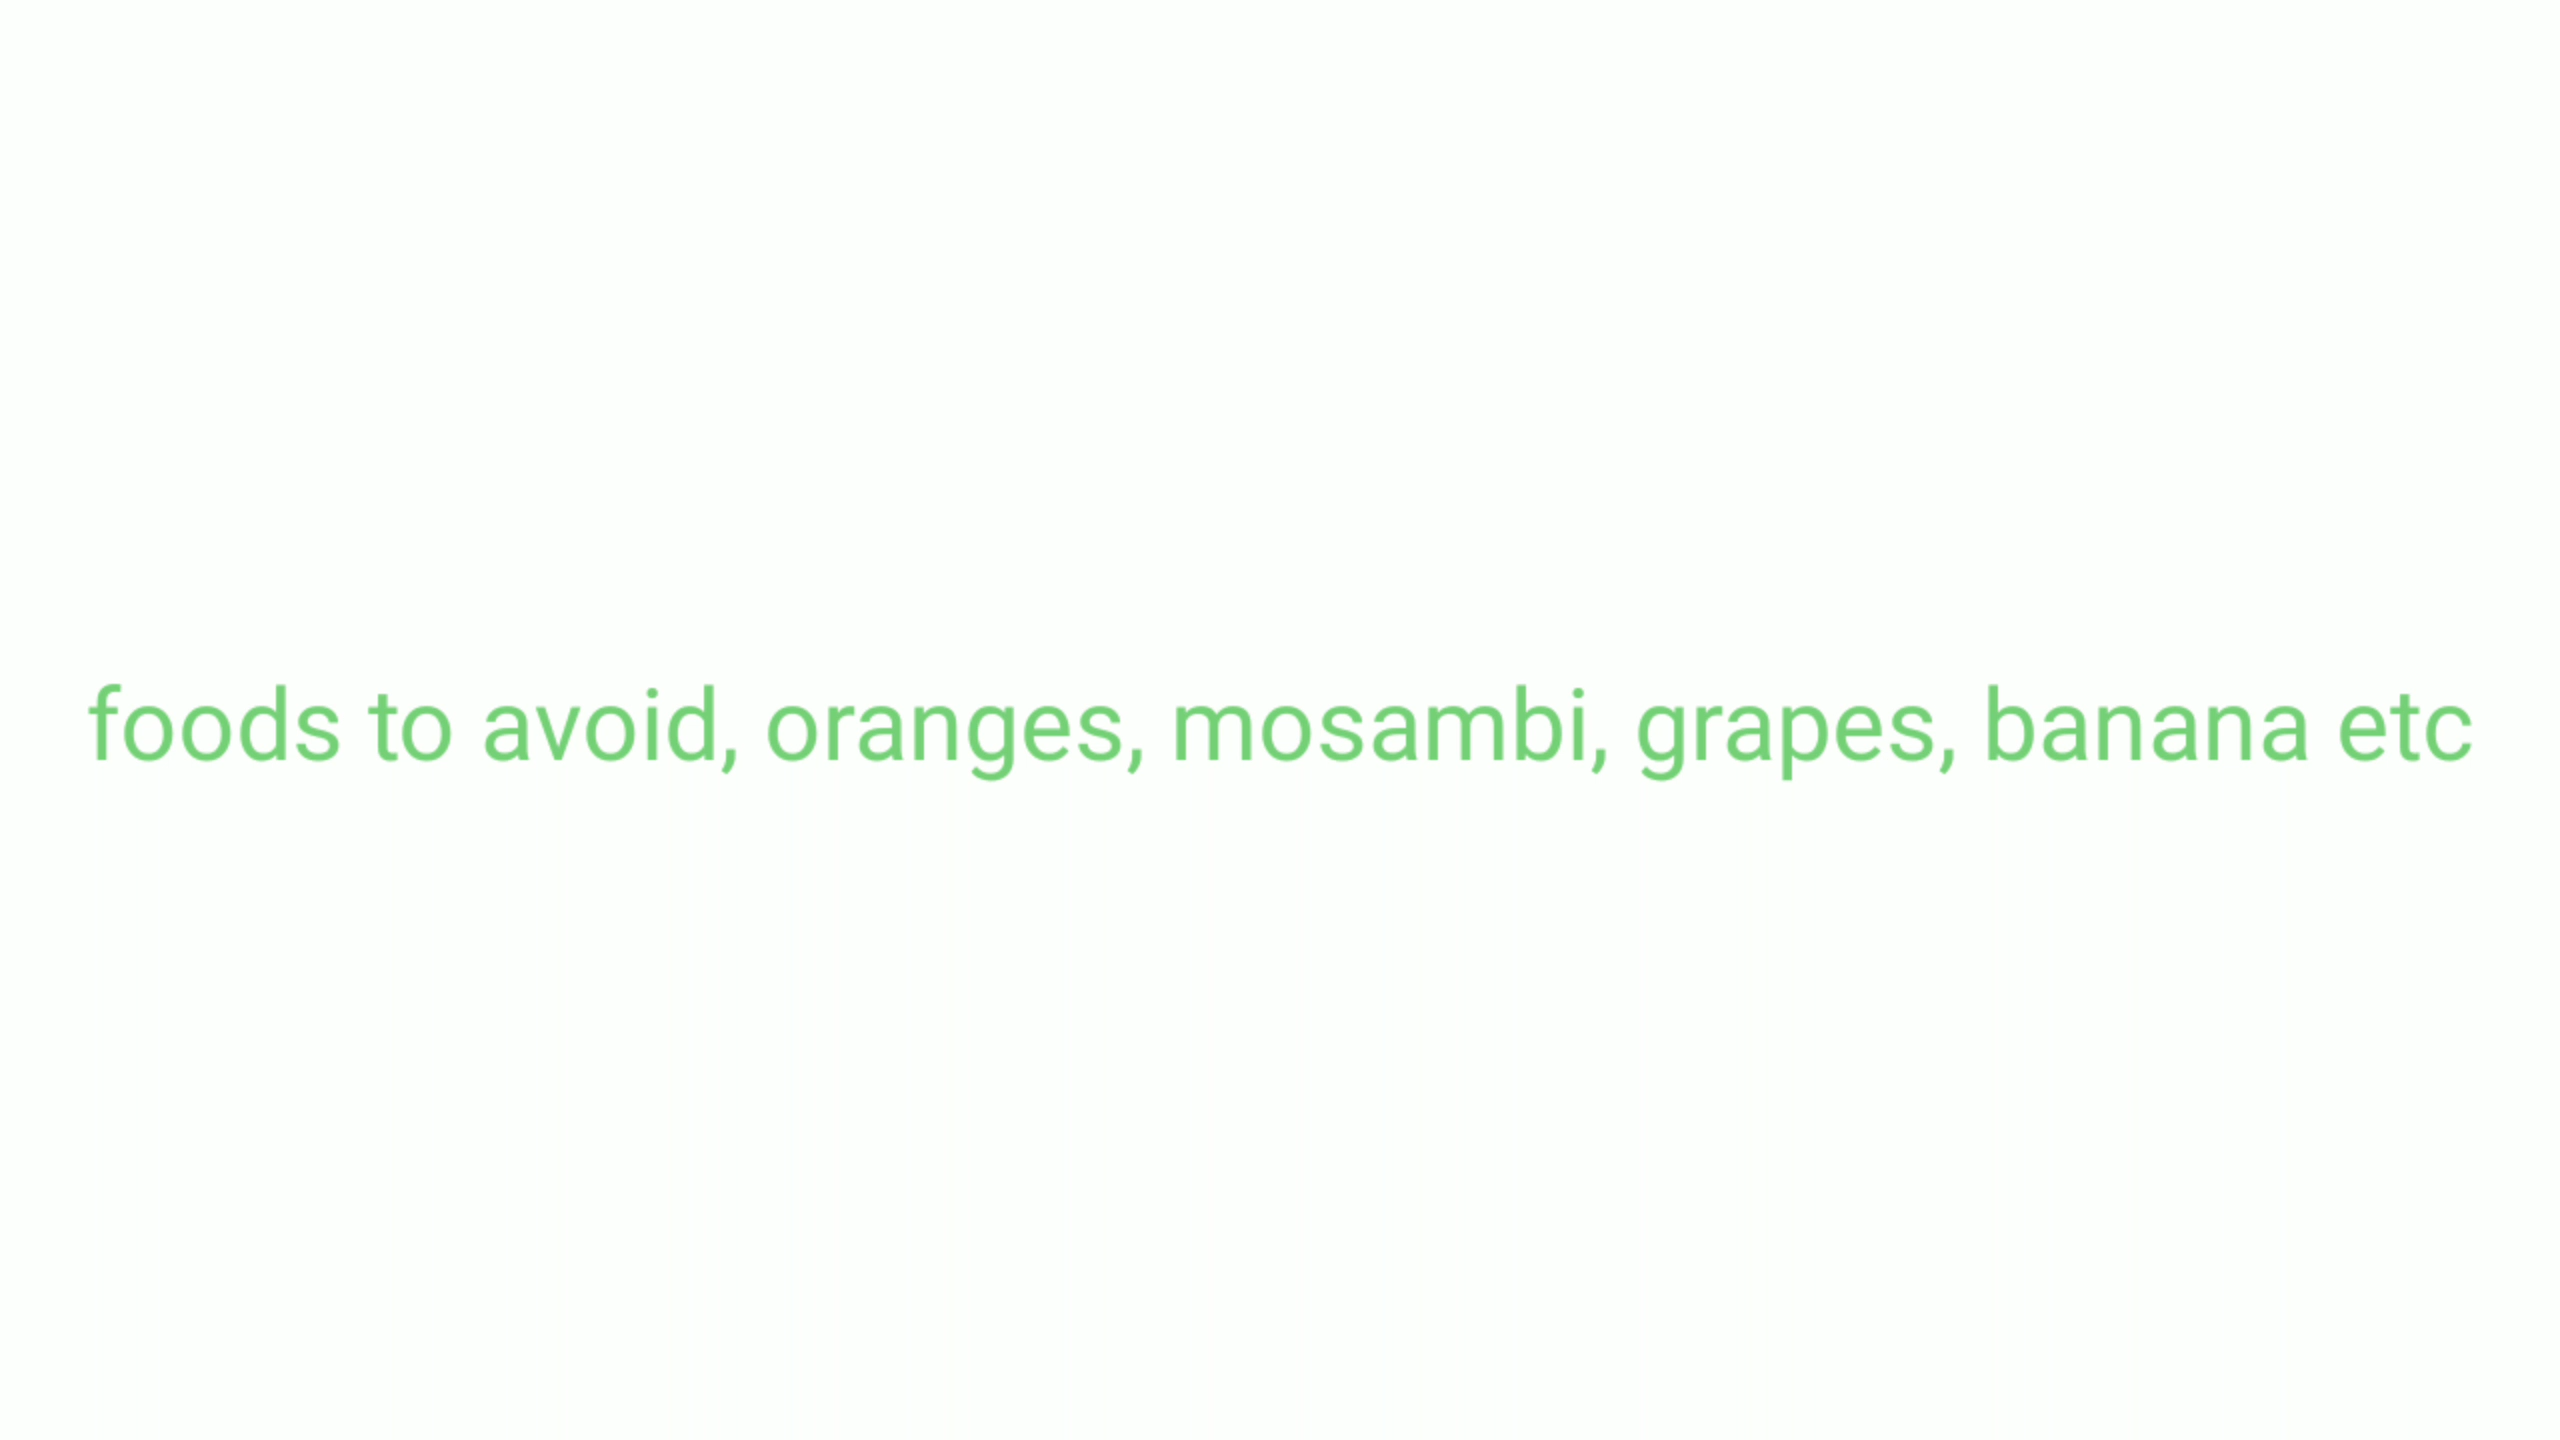 foods to avoid, oranges, mosambi, grapes, banana etc